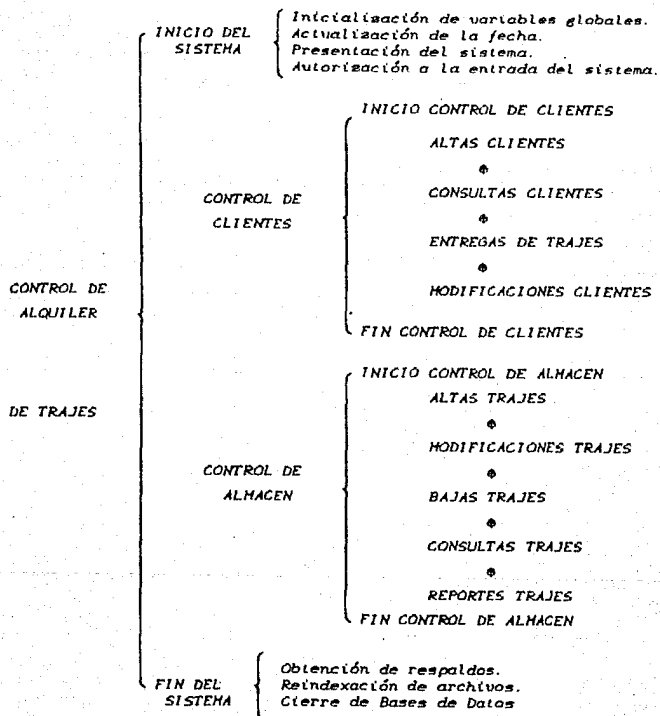 INICIO DEL
SISTEMA
Inicialización de variables globales.
Actualización de la fecha.
Presentación del sistema.
Autorización a la entrada del sistema.
CONTROL DE
ALQUILER
DE TRAJES
CONTROL DE
CLIENTES
INICIO CONTROL DE CLIENTES
ALTAS CLIENTES
⊕
CONSULTAS CLIENTES
⊕
ENTREGAS DE TRAJES
⊕
MODIFICACIONES CLIENTES
FIN CONTROL DE CLIENTES
CONTROL DE
ALMACEN
INICIO CONTROL DE ALMACEN
ALTAS TRAJES
⊕
MODIFICACIONES TRAJES
⊕
BAJAS TRAJES
⊕
CONSULTAS TRAJES
⊕
REPORTES TRAJES
FIN CONTROL DE ALMACEN
FIN DEL
SISTEMA
Obtención de respaldos.
Reindexación de archivos.
Cierre de Bases de Datos